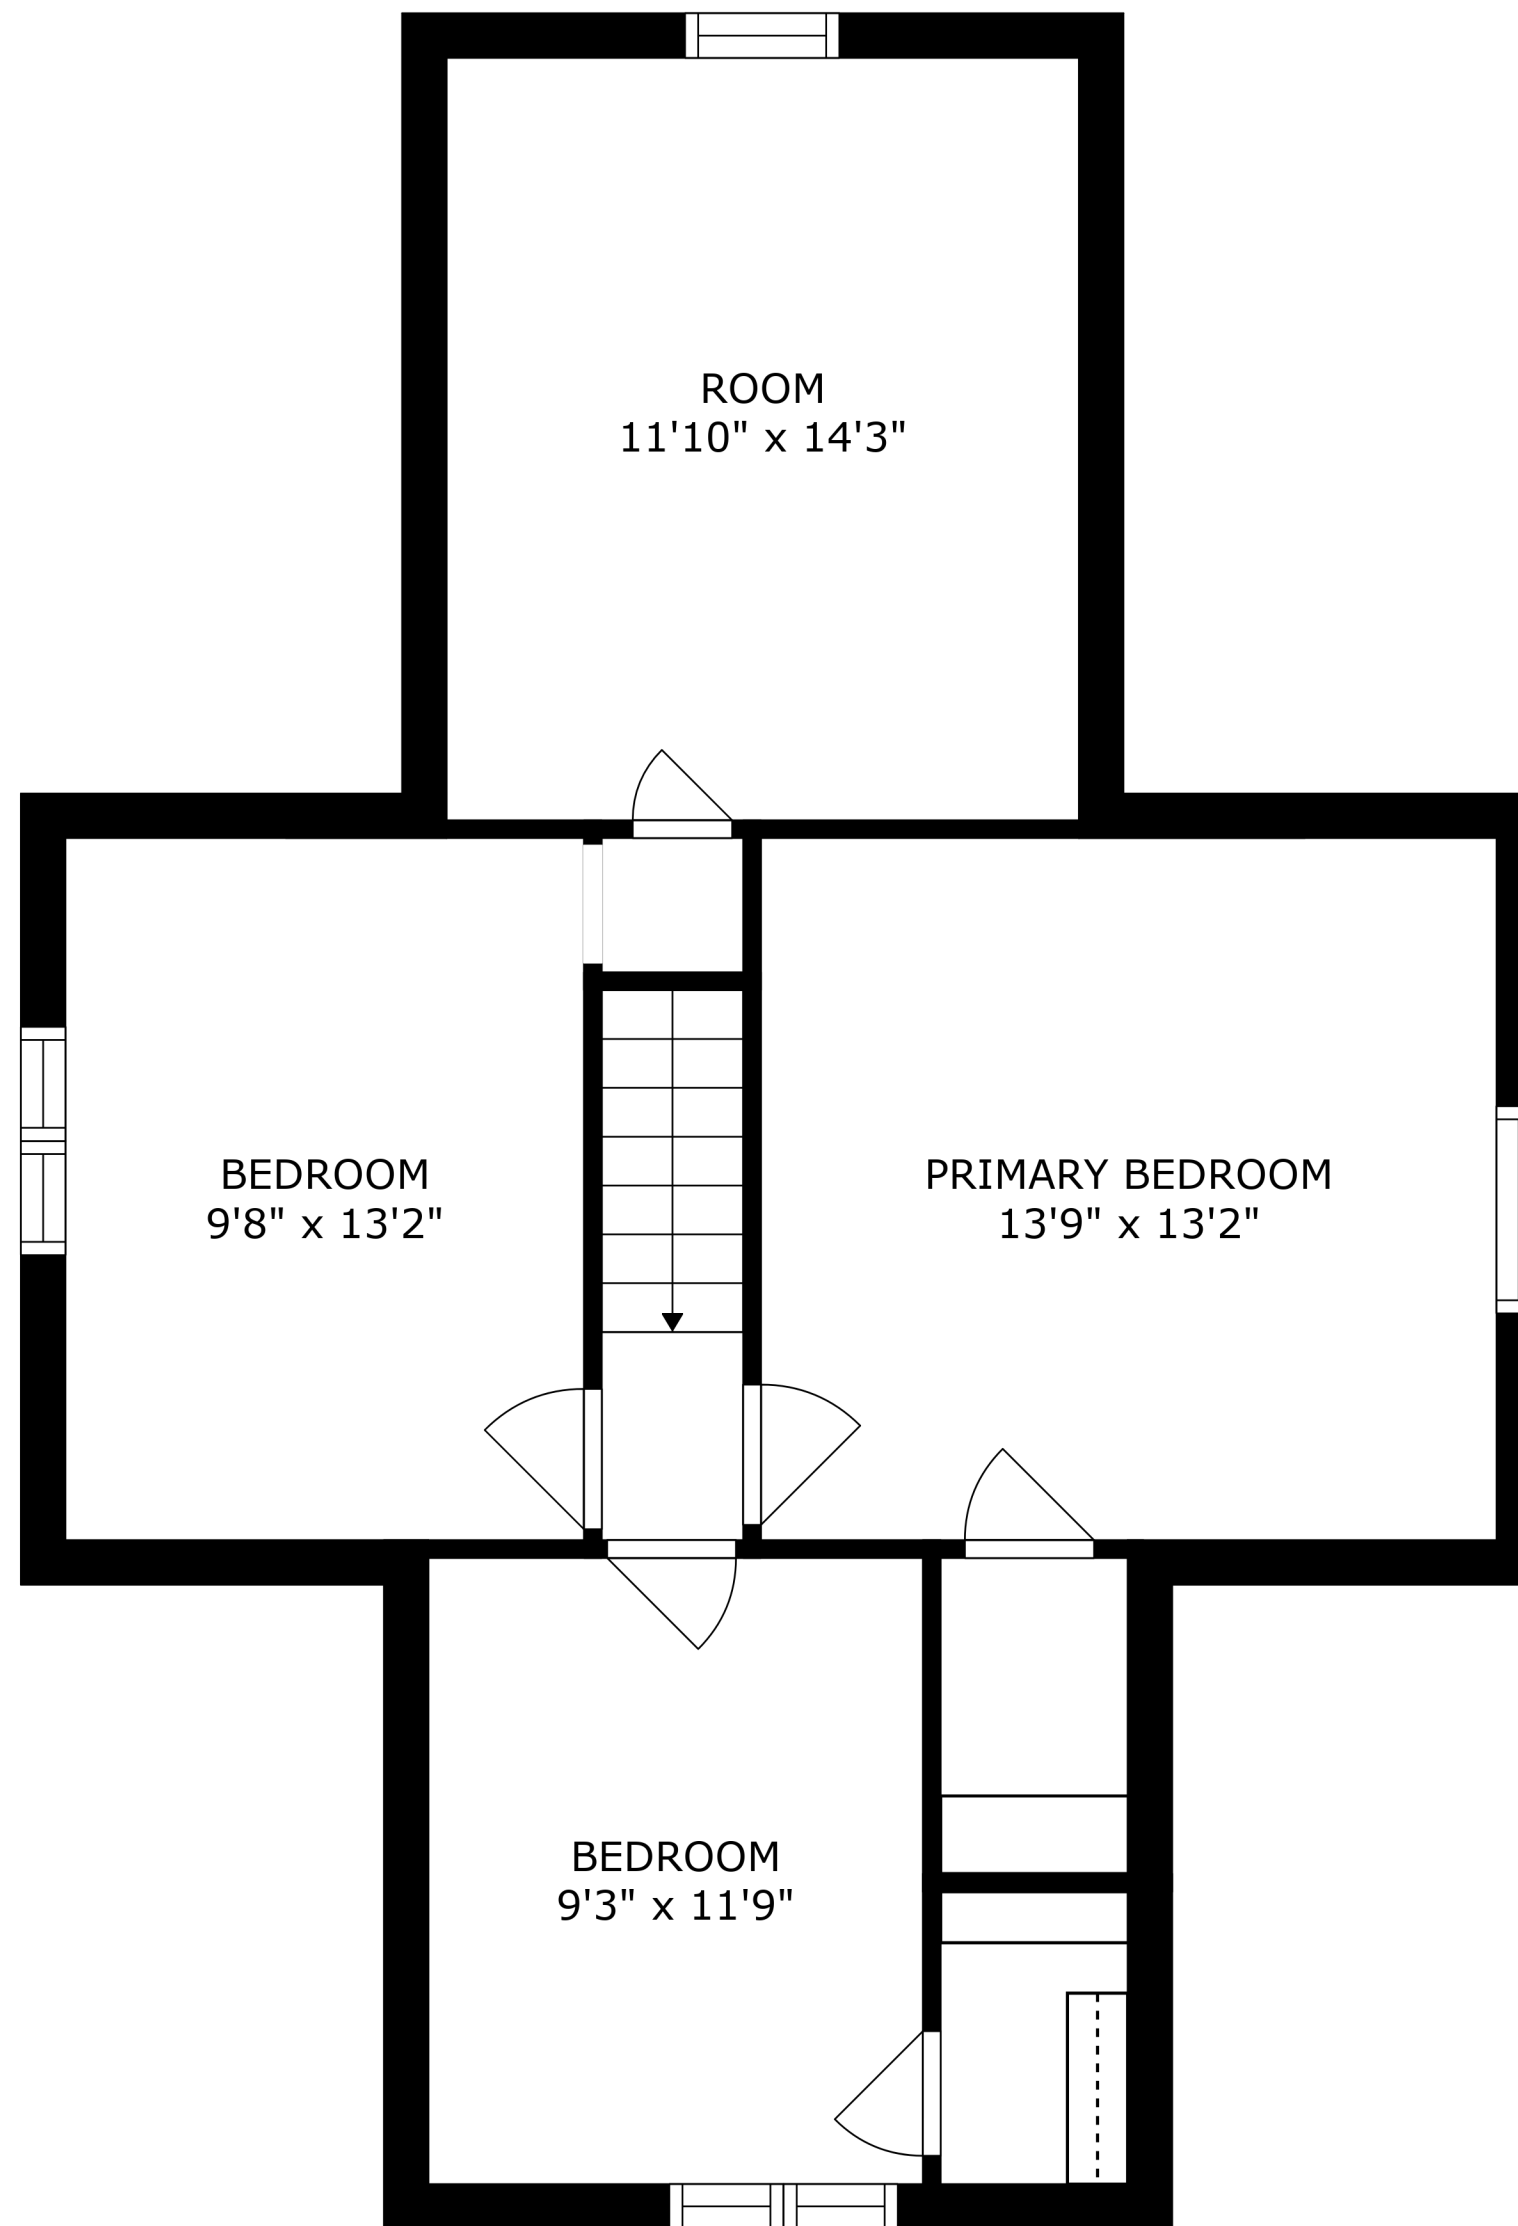 ROOM
11'10" x 14'3"
BEDROOM
9'8" x 13'2"
PRIMARY BEDROOM
13'9" x 13'2"
BEDROOM
9'3" x 11'9"